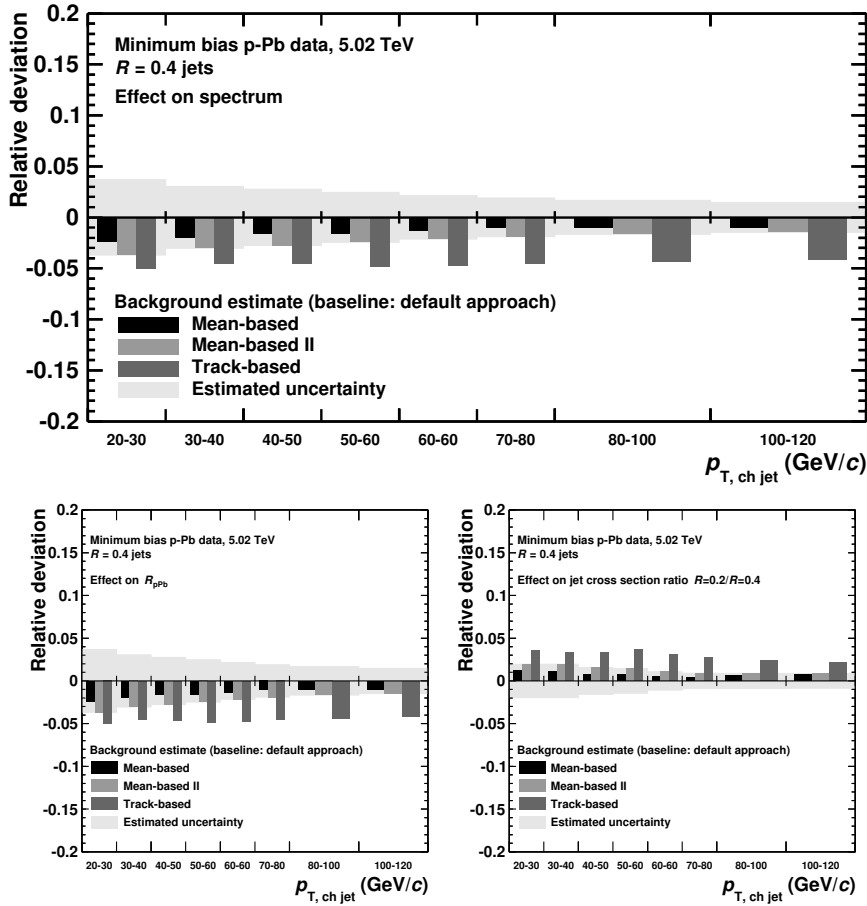 Relative deviation
0.2
0.15
0.1
0.05
0
-0.05
-0.1
-0.15
-0.2
Minimum bias p-Pb data, 5.02 TeV
R = 0.4 jets
Effect on spectrum
Background estimate (baseline: default approach)
Mean-based
Mean-based II
Track-based
Estimated uncertainty
20-30 30-40 40-50 50-60 60-60 70-80 80-100 100-120
pT, ch jet (GeV/c)
Relative deviation
0.2
0.15
0.1
0.05
0
-0.05
-0.1
-0.15
-0.2
Minimum bias p-Pb data, 5.02 TeV
R = 0.4 jets
Effect on RpPb
Background estimate (baseline: default approach)
Mean-based
Mean-based II
Track-based
Estimated uncertainty
20-30 30-40 40-50 50-60 60-60 70-80 80-100 100-120
pT, ch jet (GeV/c)
Relative deviation
0.2
0.15
0.1
0.05
0
-0.05
-0.1
-0.15
-0.2
Minimum bias p-Pb data, 5.02 TeV
R = 0.4 jets
Effect on jet cross section ratio R=0.2/R=0.4
Background estimate (baseline: default approach)
Mean-based
Mean-based II
Track-based
Estimated uncertainty
20-30 30-40 40-50 50-60 60-60 70-80 80-100 100-120
pT, ch jet (GeV/c)